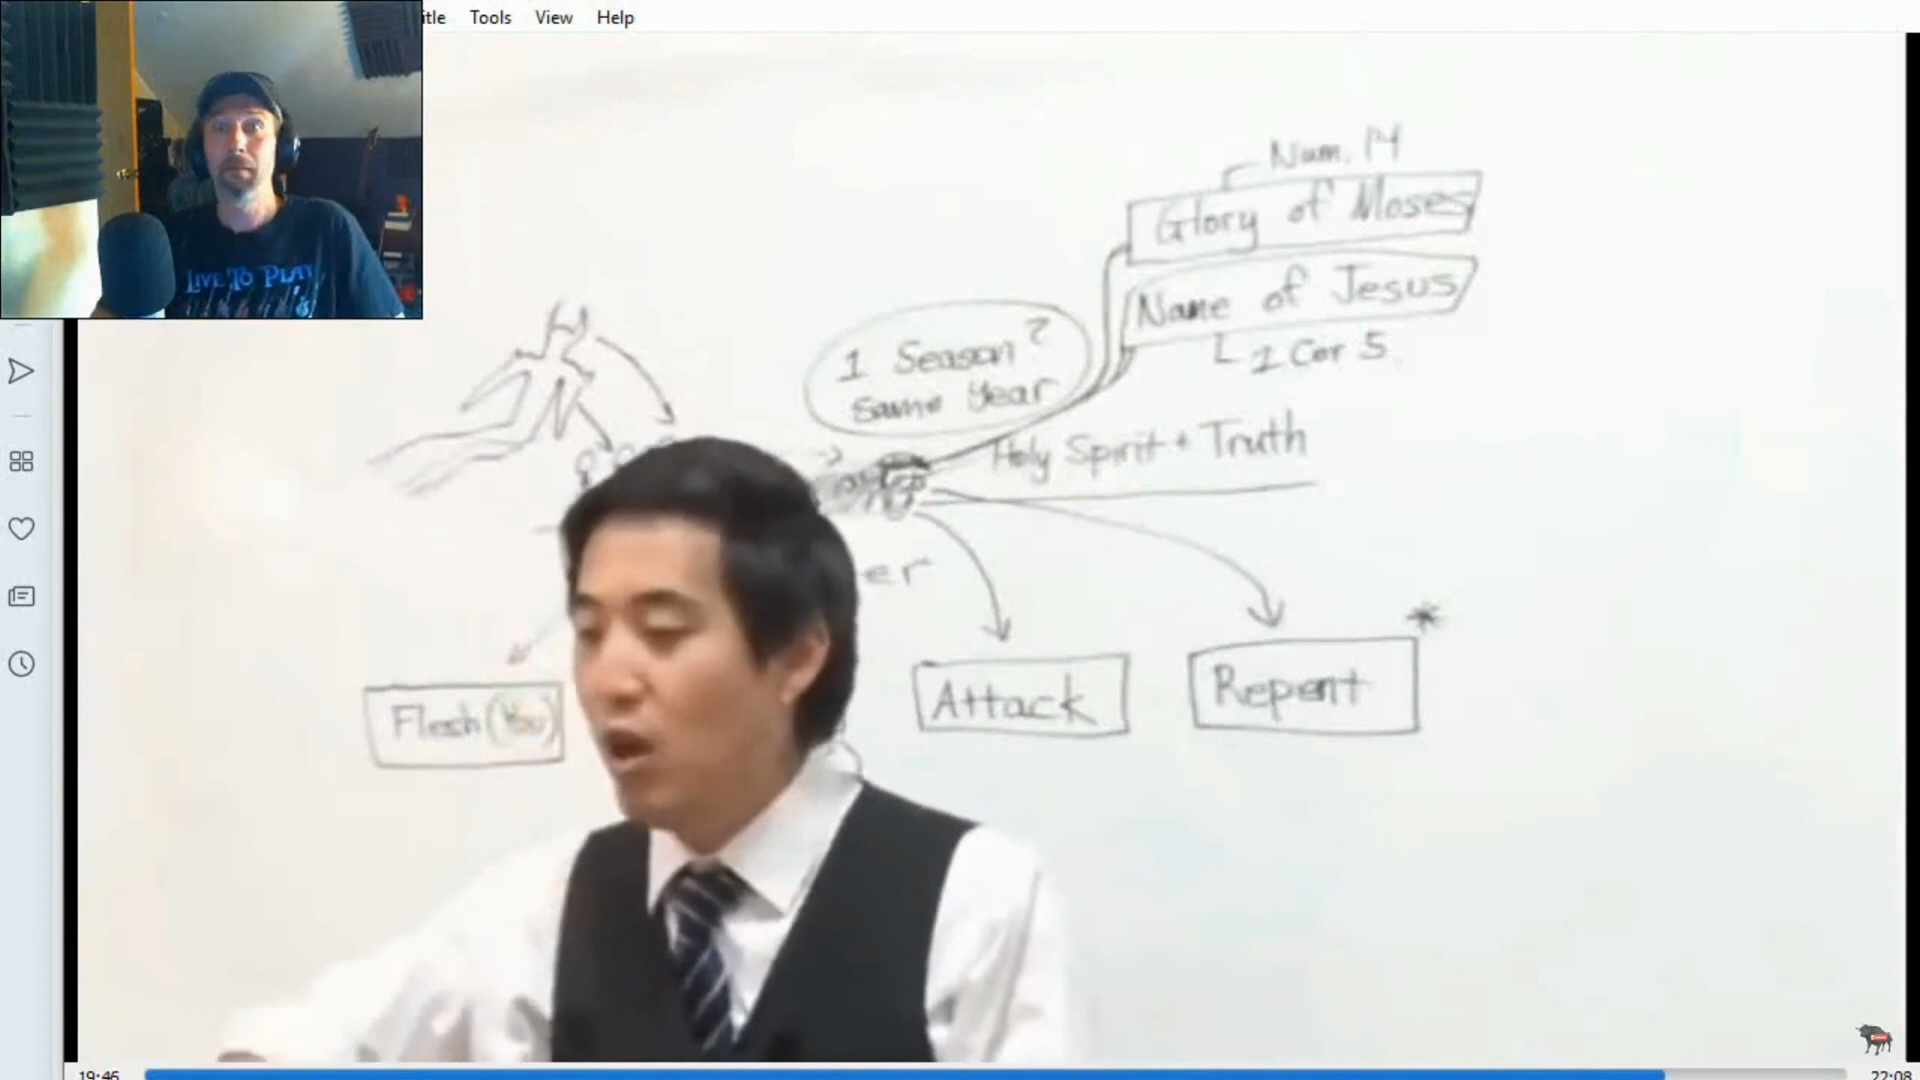 itle Tools View Help
LIVE TO PLAY
Num. 14
Glory of Moses
Name of Jesus
1 Cor 5
1 Season?
Same Year
Holy Spirit + Truth
er
Flesh (You)
Attack
Repent *
19:46
22:08